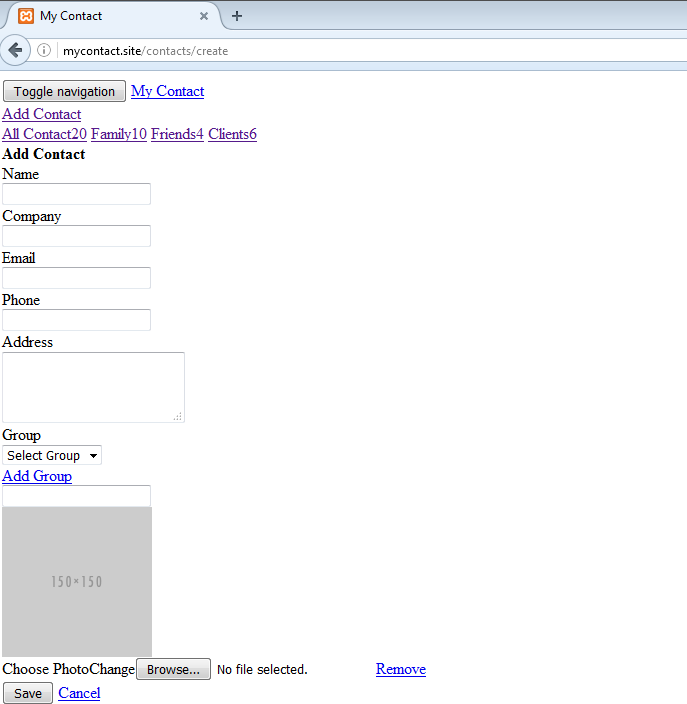 My Contact
mycontact.site/contacts/create
Toggle navigation My Contact
Add Contact
All Contact20 Family10 Friends4 Clients6
Add Contact
Name
Company
Email
Phone
Address
Group
Select Group
Add Group
150×150
Choose PhotoChange Browse... No file selected. Remove
Save Cancel